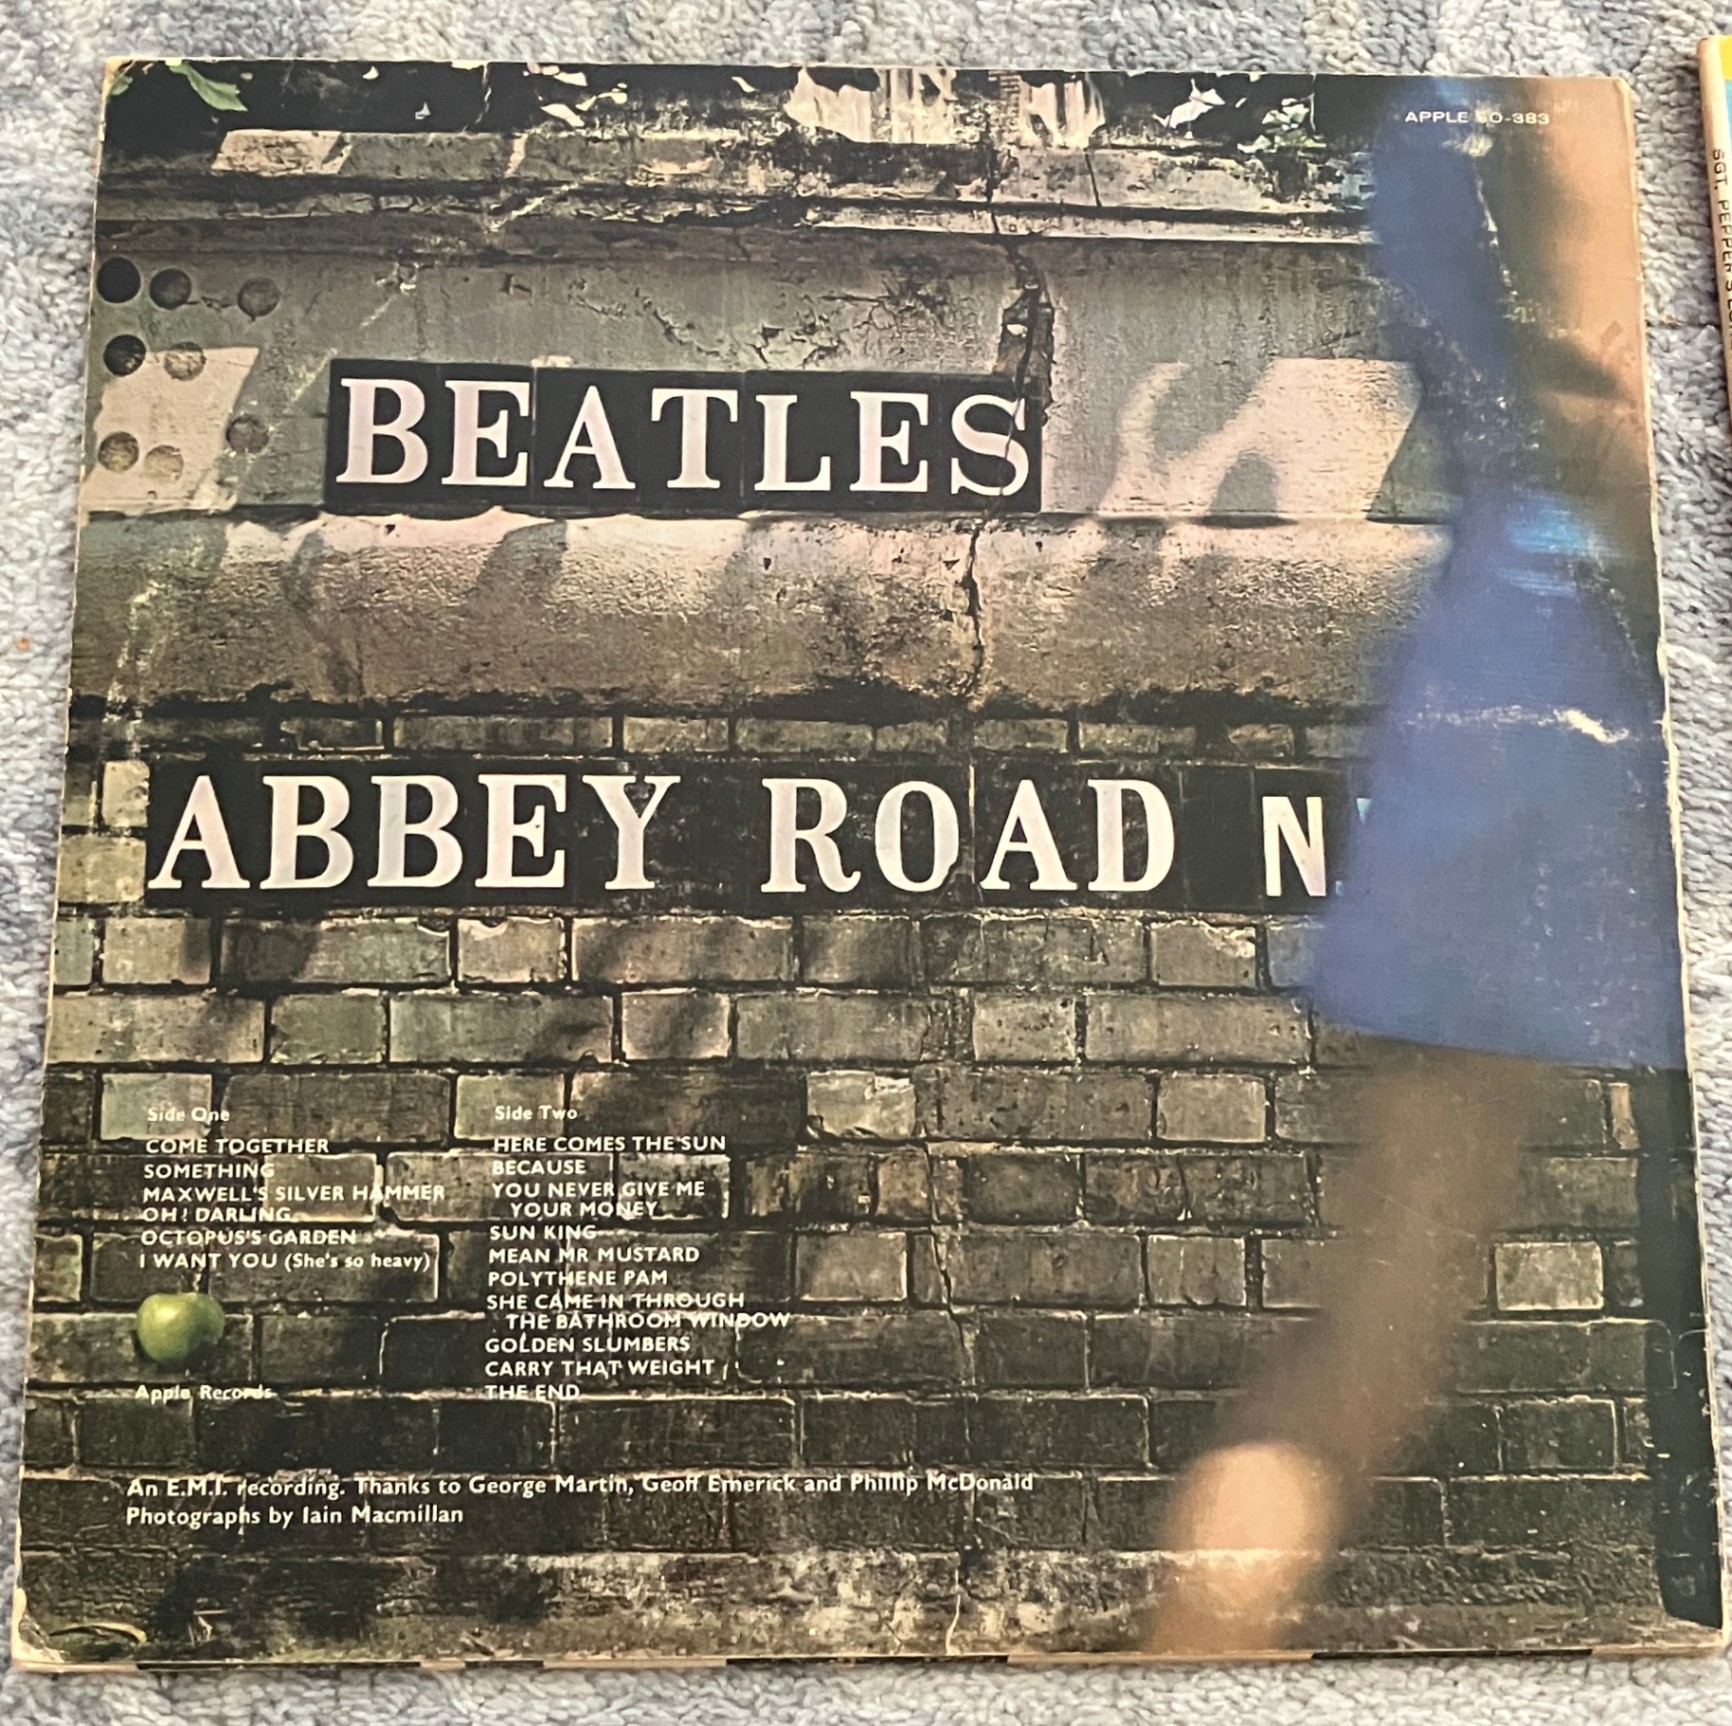 APPLE SO-383
BEATLES
ABBEY ROAD N
Side One
COME TOGETHER
SOMETHING
MAXWELL'S SILVER HAMMER
OH! DARLING
OCTOPUS'S GARDEN
I WANT YOU (She's so heavy)
Apple Records
Side Two
HERE COMES THE SUN
BECAUSE
YOU NEVER GIVE ME
YOUR MONEY
SUN KING
MEAN MR MUSTARD
POLYTHENE PAM
SHE CAME IN THROUGH
THE BATHROOM WINDOW
GOLDEN SLUMBERS
CARRY THAT WEIGHT
THE END
An E.M.I. recording. Thanks to George Martin, Geoff Emerick and Phillip McDonald
Photographs by Iain Macmillan
SGT. PEPPER'S